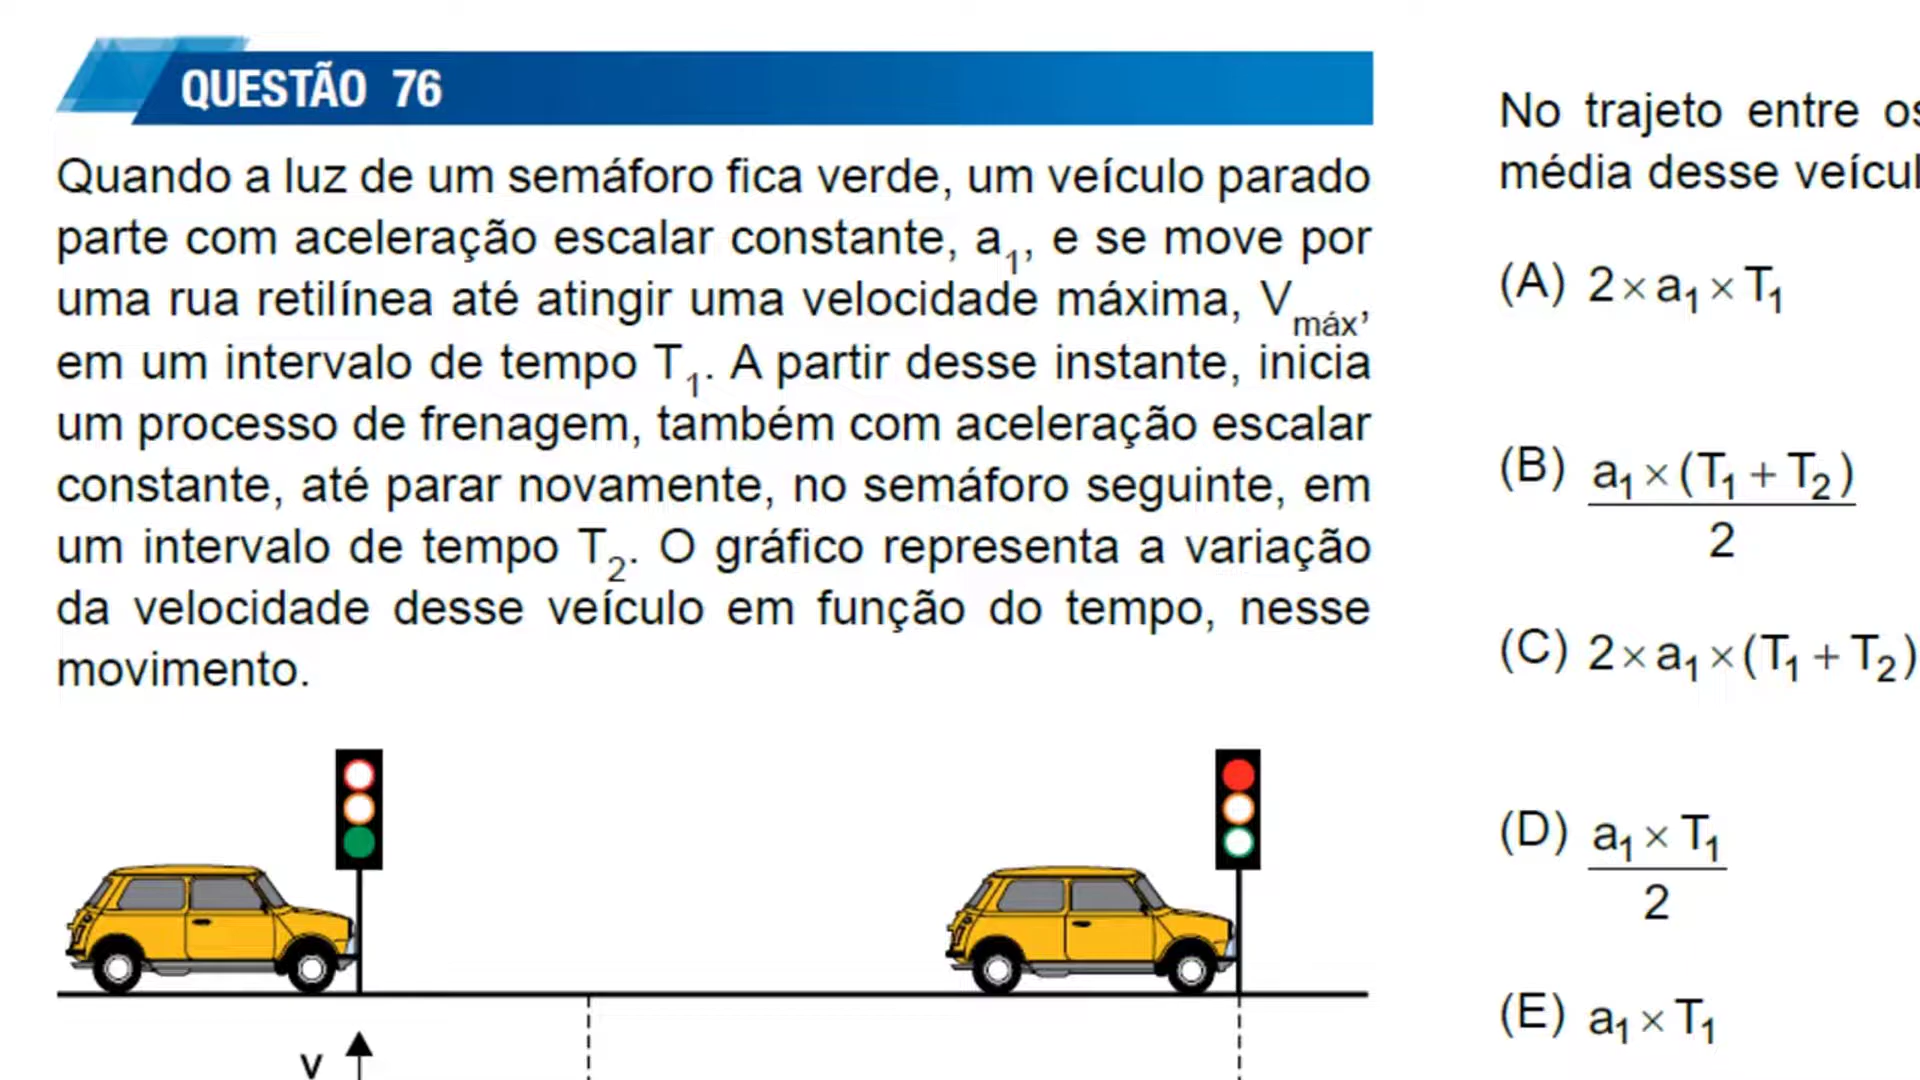 QUESTÃO 76
Quando a luz de um semáforo fica verde, um veículo parado
parte com aceleração escalar constante, a₁, e se move por
uma rua retilínea até atingir uma velocidade máxima, Vₘáₓ,
em um intervalo de tempo T₁. A partir desse instante, inicia
um processo de frenagem, também com aceleração escalar
constante, até parar novamente, no semáforo seguinte, em
um intervalo de tempo T₂. O gráfico representa a variação
da velocidade desse veículo em função do tempo, nesse
movimento.
v
No trajeto entre
média desse
(A) 2 × a₁ × T₁
(B) a₁ × (T₁ + T₂)
2
(C) 2 × a₁ × (T₁ + T₂)
(D) a₁ × T₁
2
(E) a₁ × T₁